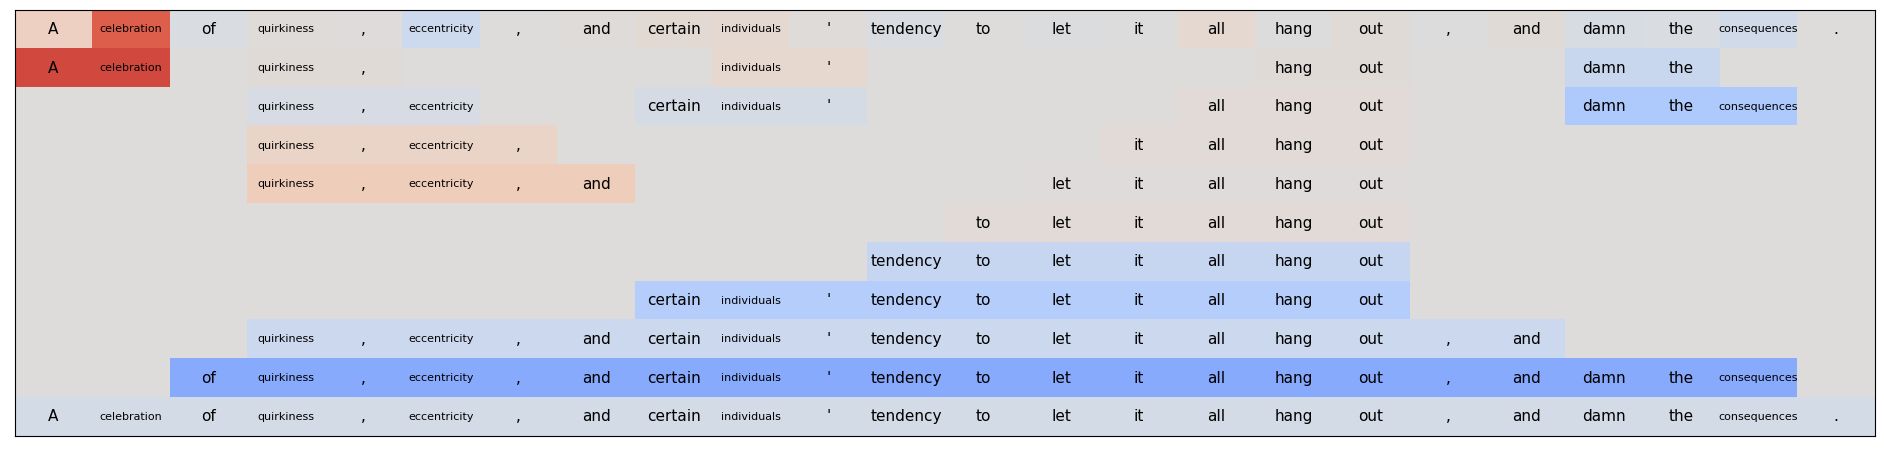 A celebration of quirkiness , eccentricity , and certain individuals ' tendency to let it all hang out , and damn the consequences .
A celebration quirkiness , individuals ' hang out damn the
quirkiness , eccentricity certain individuals ' all hang out damn the consequences
quirkiness , eccentricity , it all hang out
quirkiness , eccentricity , and let it all hang out
to let it all hang out
tendency to let it all hang out
certain individuals ' tendency to let it all hang out
quirkiness , eccentricity , and certain individuals ' tendency to let it all hang out , and
of quirkiness , eccentricity , and certain individuals ' tendency to let it all hang out , and damn the consequences
A celebration of quirkiness , eccentricity , and certain individuals ' tendency to let it all hang out , and damn the consequences .